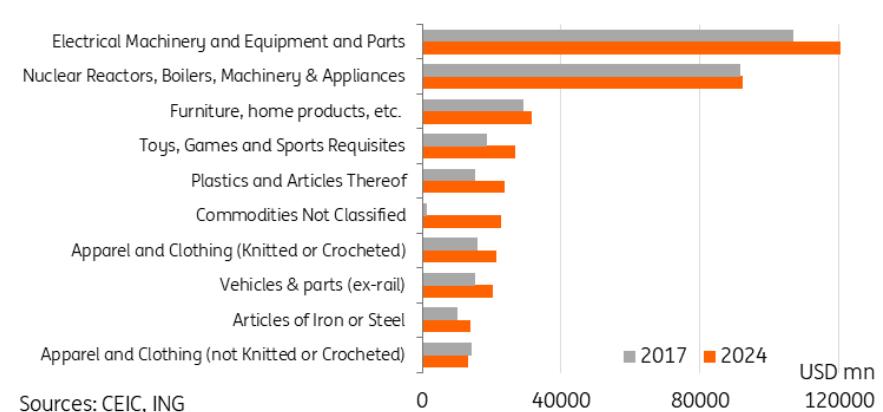 Electrical Machinery and Equipment and Parts
Nuclear Reactors, Boilers, Machinery & Appliances
Furniture, home products, etc.
Toys, Games and Sports Requisites
Plastics and Articles Thereof
Commodities Not Classified
Apparel and Clothing (Knitted or Crocheted)
Vehicles & parts (ex-rail)
Articles of Iron or Steel
Apparel and Clothing (not Knitted or Crocheted)
2017 2024
USD mn
0 40000 80000 120000
Sources: CEIC, ING